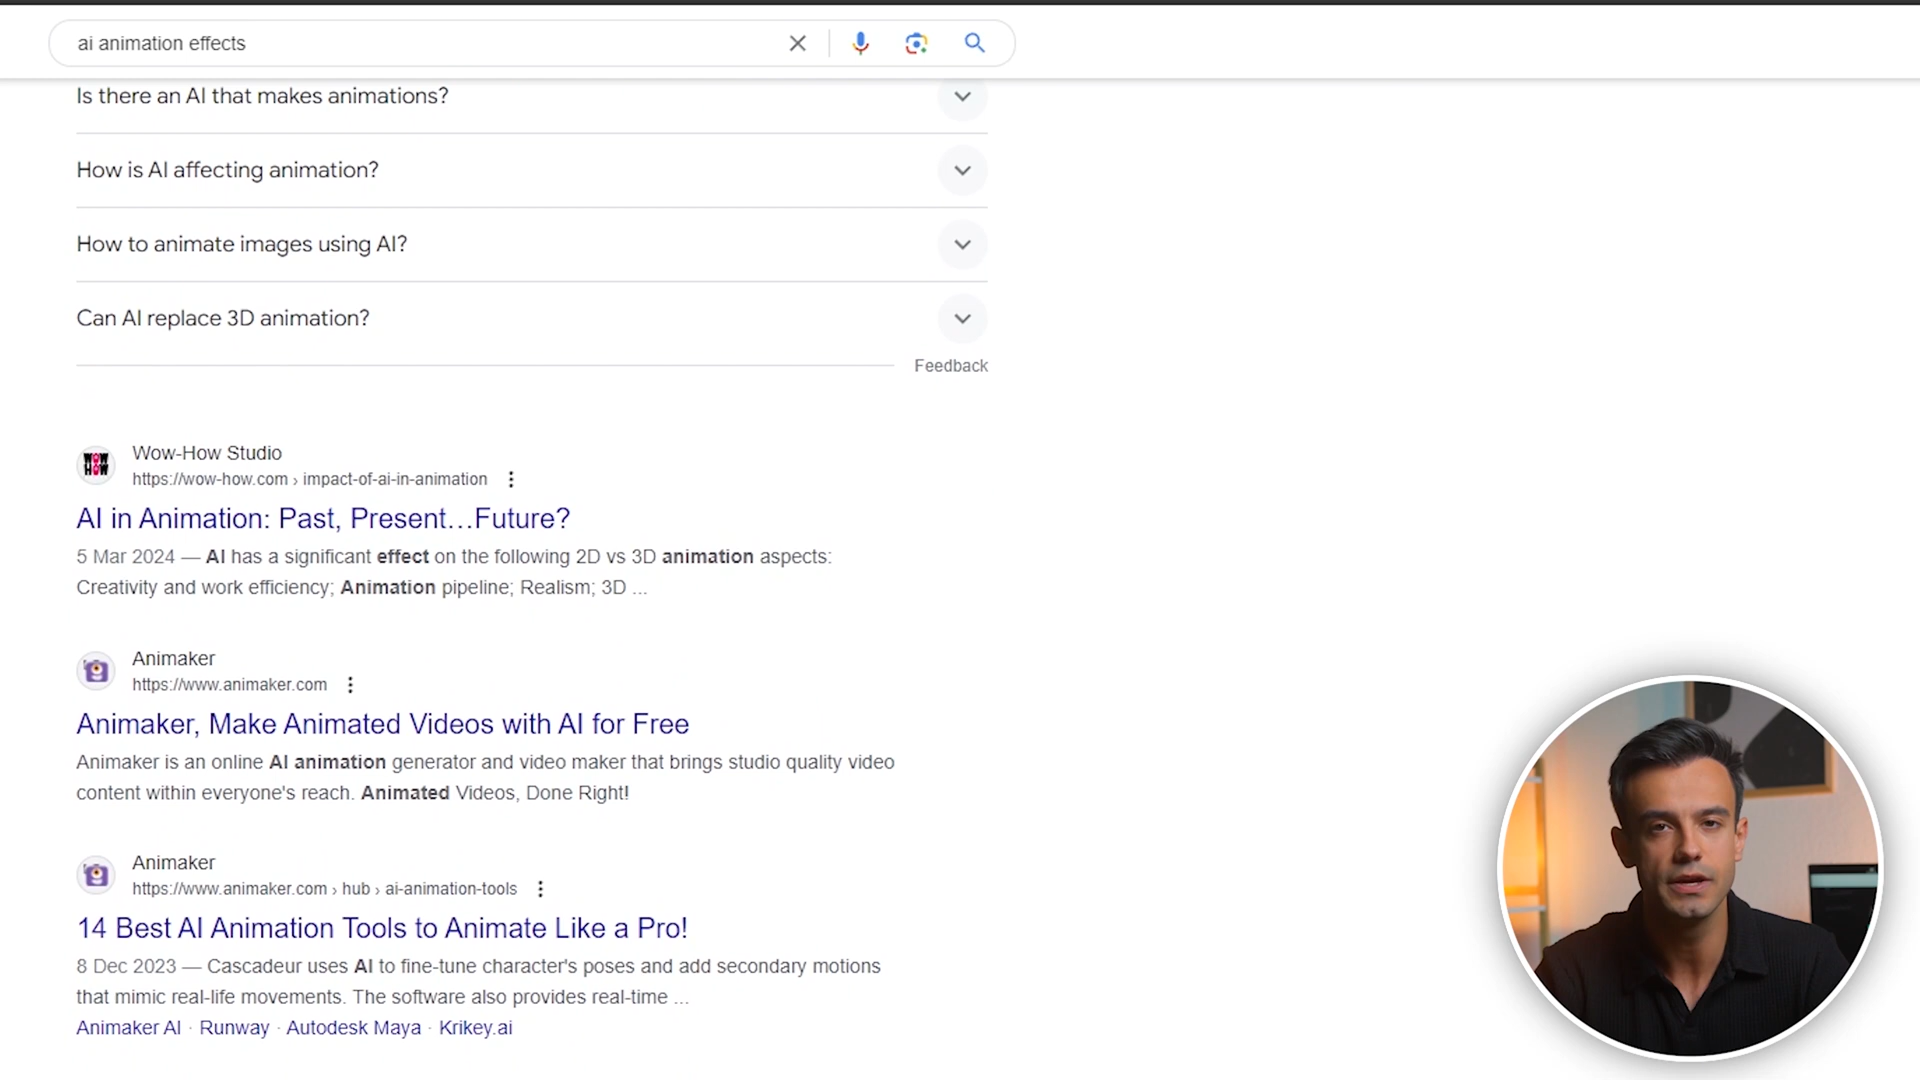 ai animation effects
Is there an AI that makes animations?
How is AI affecting animation?
How to animate images using AI?
Can AI replace 3D animation?
Feedback
WOW
HOW
Wow-How Studio
https://wow-how.com › impact-of-ai-in-animation
AI in Animation: Past, Present…Future?
5 Mar 2024 — AI has a significant effect on the following 2D vs 3D animation aspects:
Creativity and work efficiency; Animation pipeline; Realism; 3D ...
Animaker
https://www.animaker.com
Animaker, Make Animated Videos with AI for Free
Animaker is an online AI animation generator and video maker that brings studio quality video
content within everyone's reach. Animated Videos, Done Right!
Animaker
https://www.animaker.com › hub › ai-animation-tools
14 Best AI Animation Tools to Animate Like a Pro!
8 Dec 2023 — Cascadeur uses AI to fine-tune character's poses and add secondary motions
that mimic real-life movements. The software also provides real-time ...
Animaker AI · Runway · Autodesk Maya · Krikey.ai